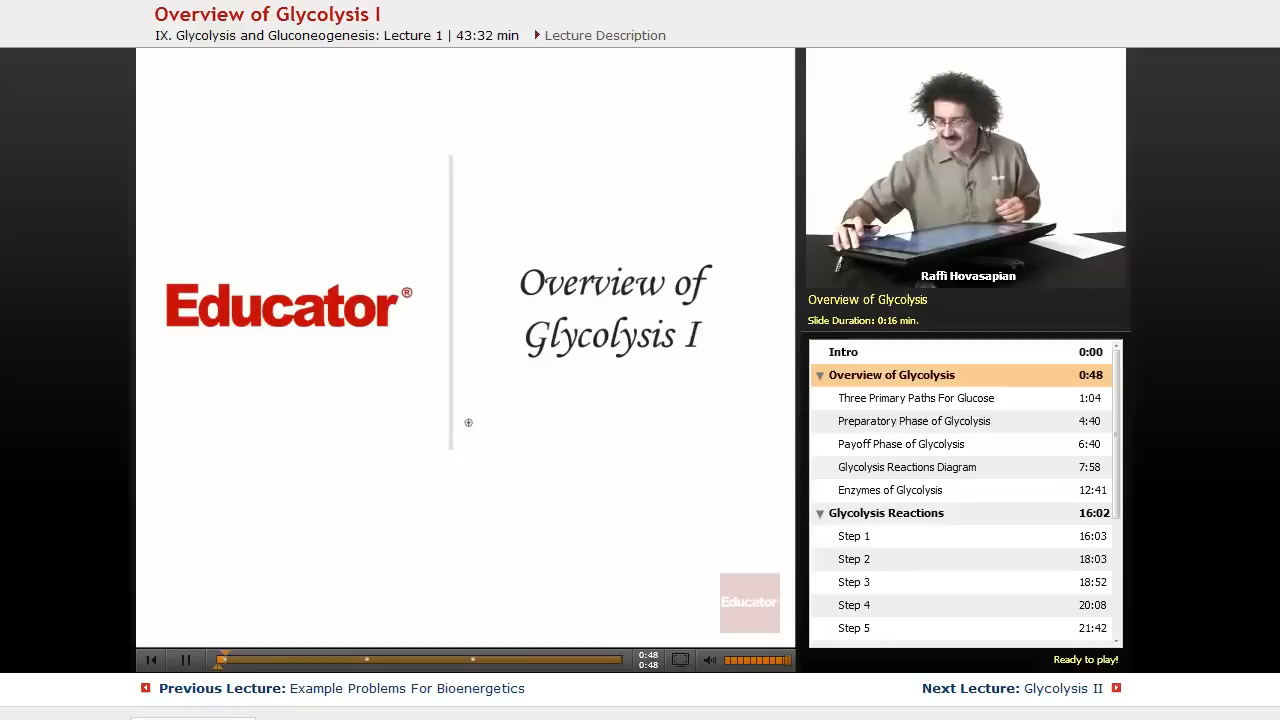 Overview of Glycolysis I
IX. Glycolysis and Gluconeogenesis: Lecture 1 | 43:32 min
Lecture Description
Educator®
Overview of
Glycolysis I
Educator
Raffi Hovasapian
Overview of Glycolysis
Slide Duration: 0:16 min.
Intro 0:00
Overview of Glycolysis 0:48
Three Primary Paths For Glucose 1:04
Preparatory Phase of Glycolysis 4:40
Payoff Phase of Glycolysis 6:40
Glycolysis Reactions Diagram 7:58
Enzymes of Glycolysis 12:41
Glycolysis Reactions 16:02
Step 1 16:03
Step 2 18:03
Step 3 18:52
Step 4 20:08
Step 5 21:42
0:48
0:48
Ready to play!
Previous Lecture: Example Problems For Bioenergetics
Next Lecture: Glycolysis II